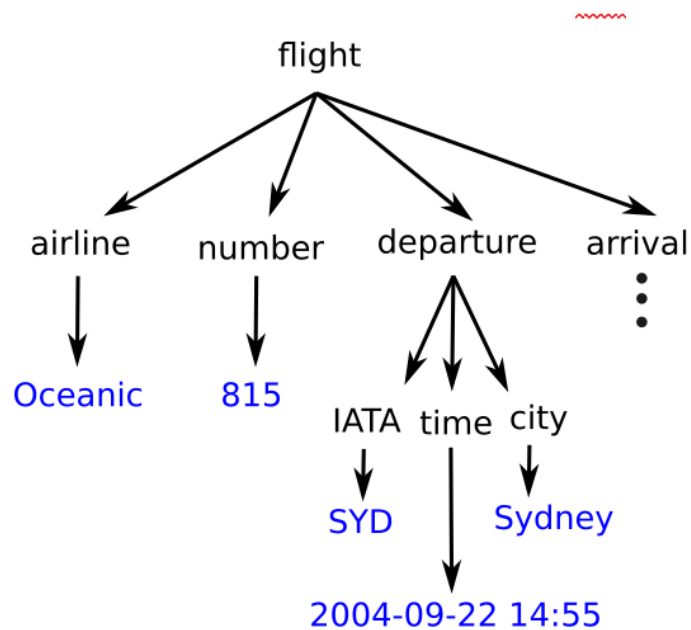 flight
airline number departure arrival
Oceanic 815
IATA time city
SYD Sydney
2004-09-22 14:55